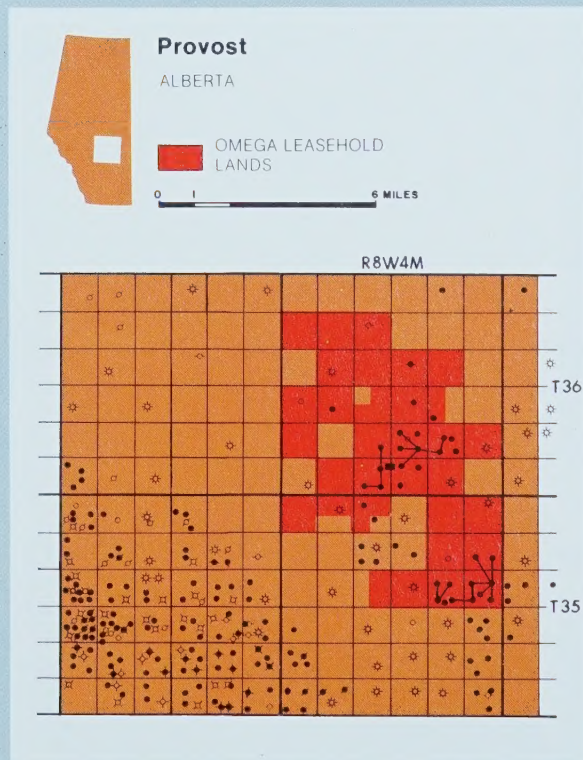 Provost
ALBERTA
OMEGA LEASEHOLD
LANDS
0 1 6 MILES
R8W4M
T36
T35